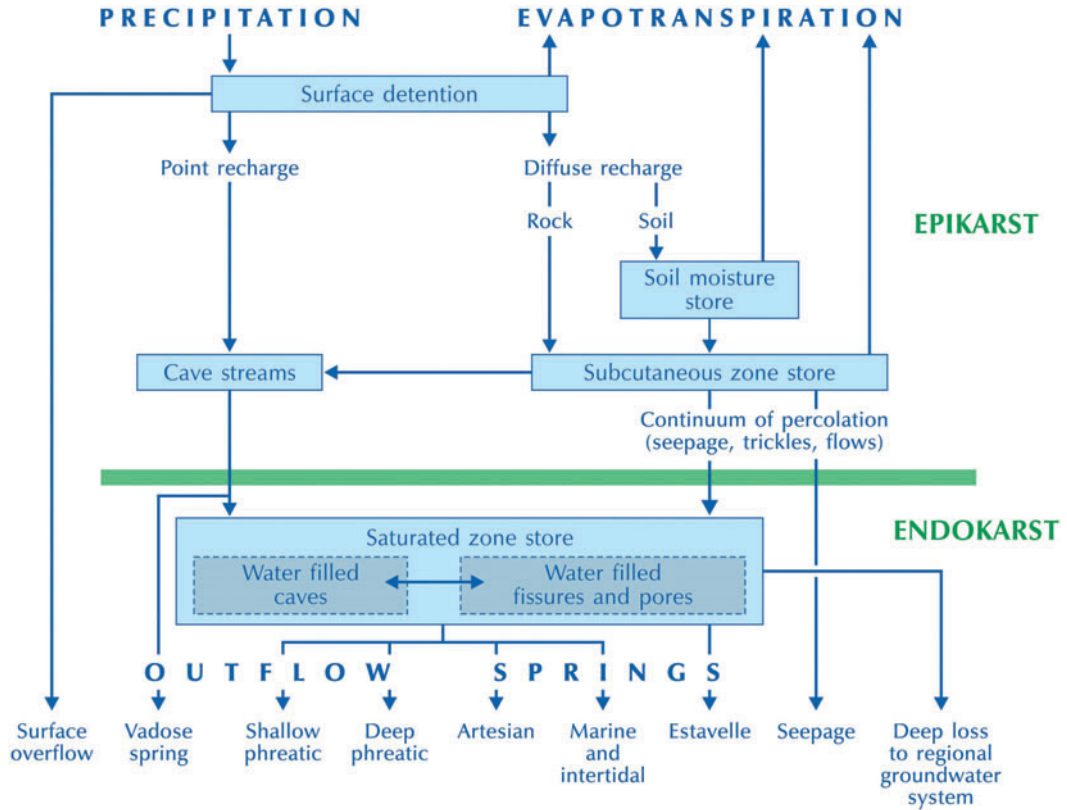 PRECIPITATION
EVAPOTRANSPIRATION
Surface detention
Point recharge
Diffuse recharge
Rock
Soil
EPIKARST
Soil moisture
store
Cave streams
Subcutaneous zone store
Continuum of percolation
(seepage, trickles, flows)
ENDOKARST
Saturated zone store
Water filled
caves
Water filled
fissures and pores
OUTFLOW SPRINGS
Surface
overflow
Vadose
spring
Shallow
phreatic
Deep
phreatic
Artesian
Marine
and
intertidal
Estavelle
Seepage
Deep loss
to regional
groundwater
system